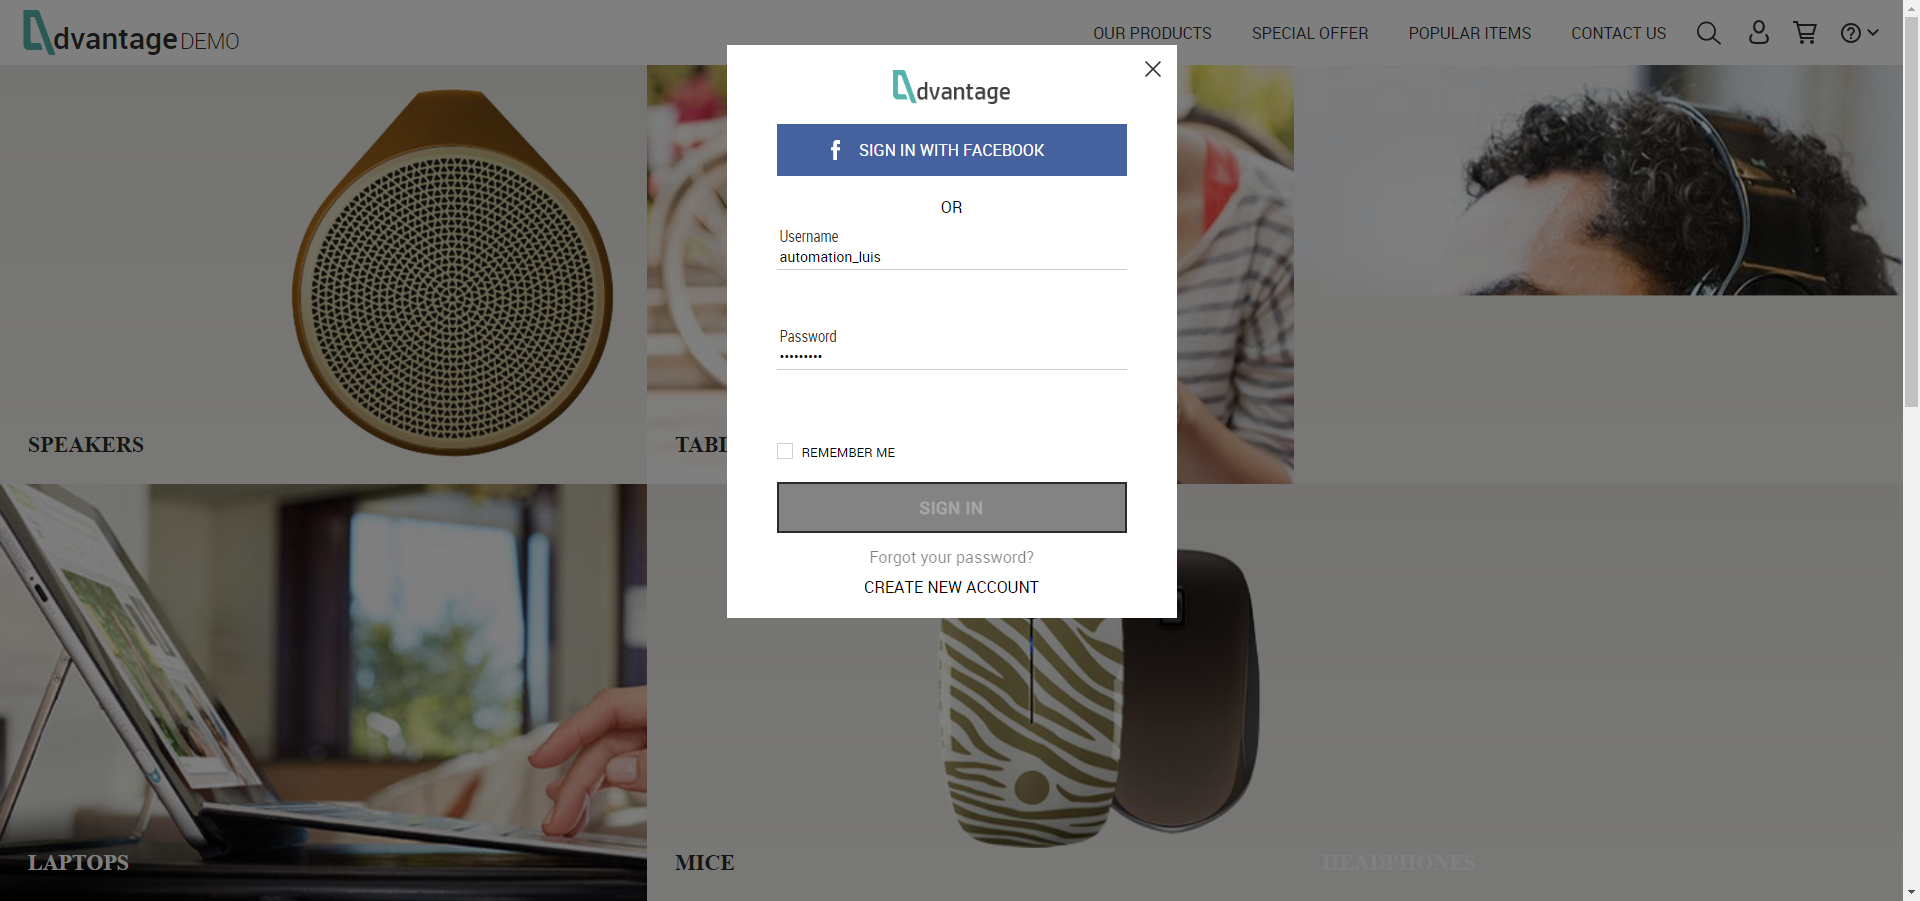 dvantage DEMO
OUR PRODUCTS
SPECIAL OFFER
POPULAR ITEMS
CONTACT US
dvantage
SIGN IN WITH FACEBOOK
OR
Username
automation_luis
Password
•••••••••
REMEMBER ME
SIGN IN
Forgot your password?
CREATE NEW ACCOUNT
SPEAKERS
TABL
LAPTOPS
MICE
HEADPHONES